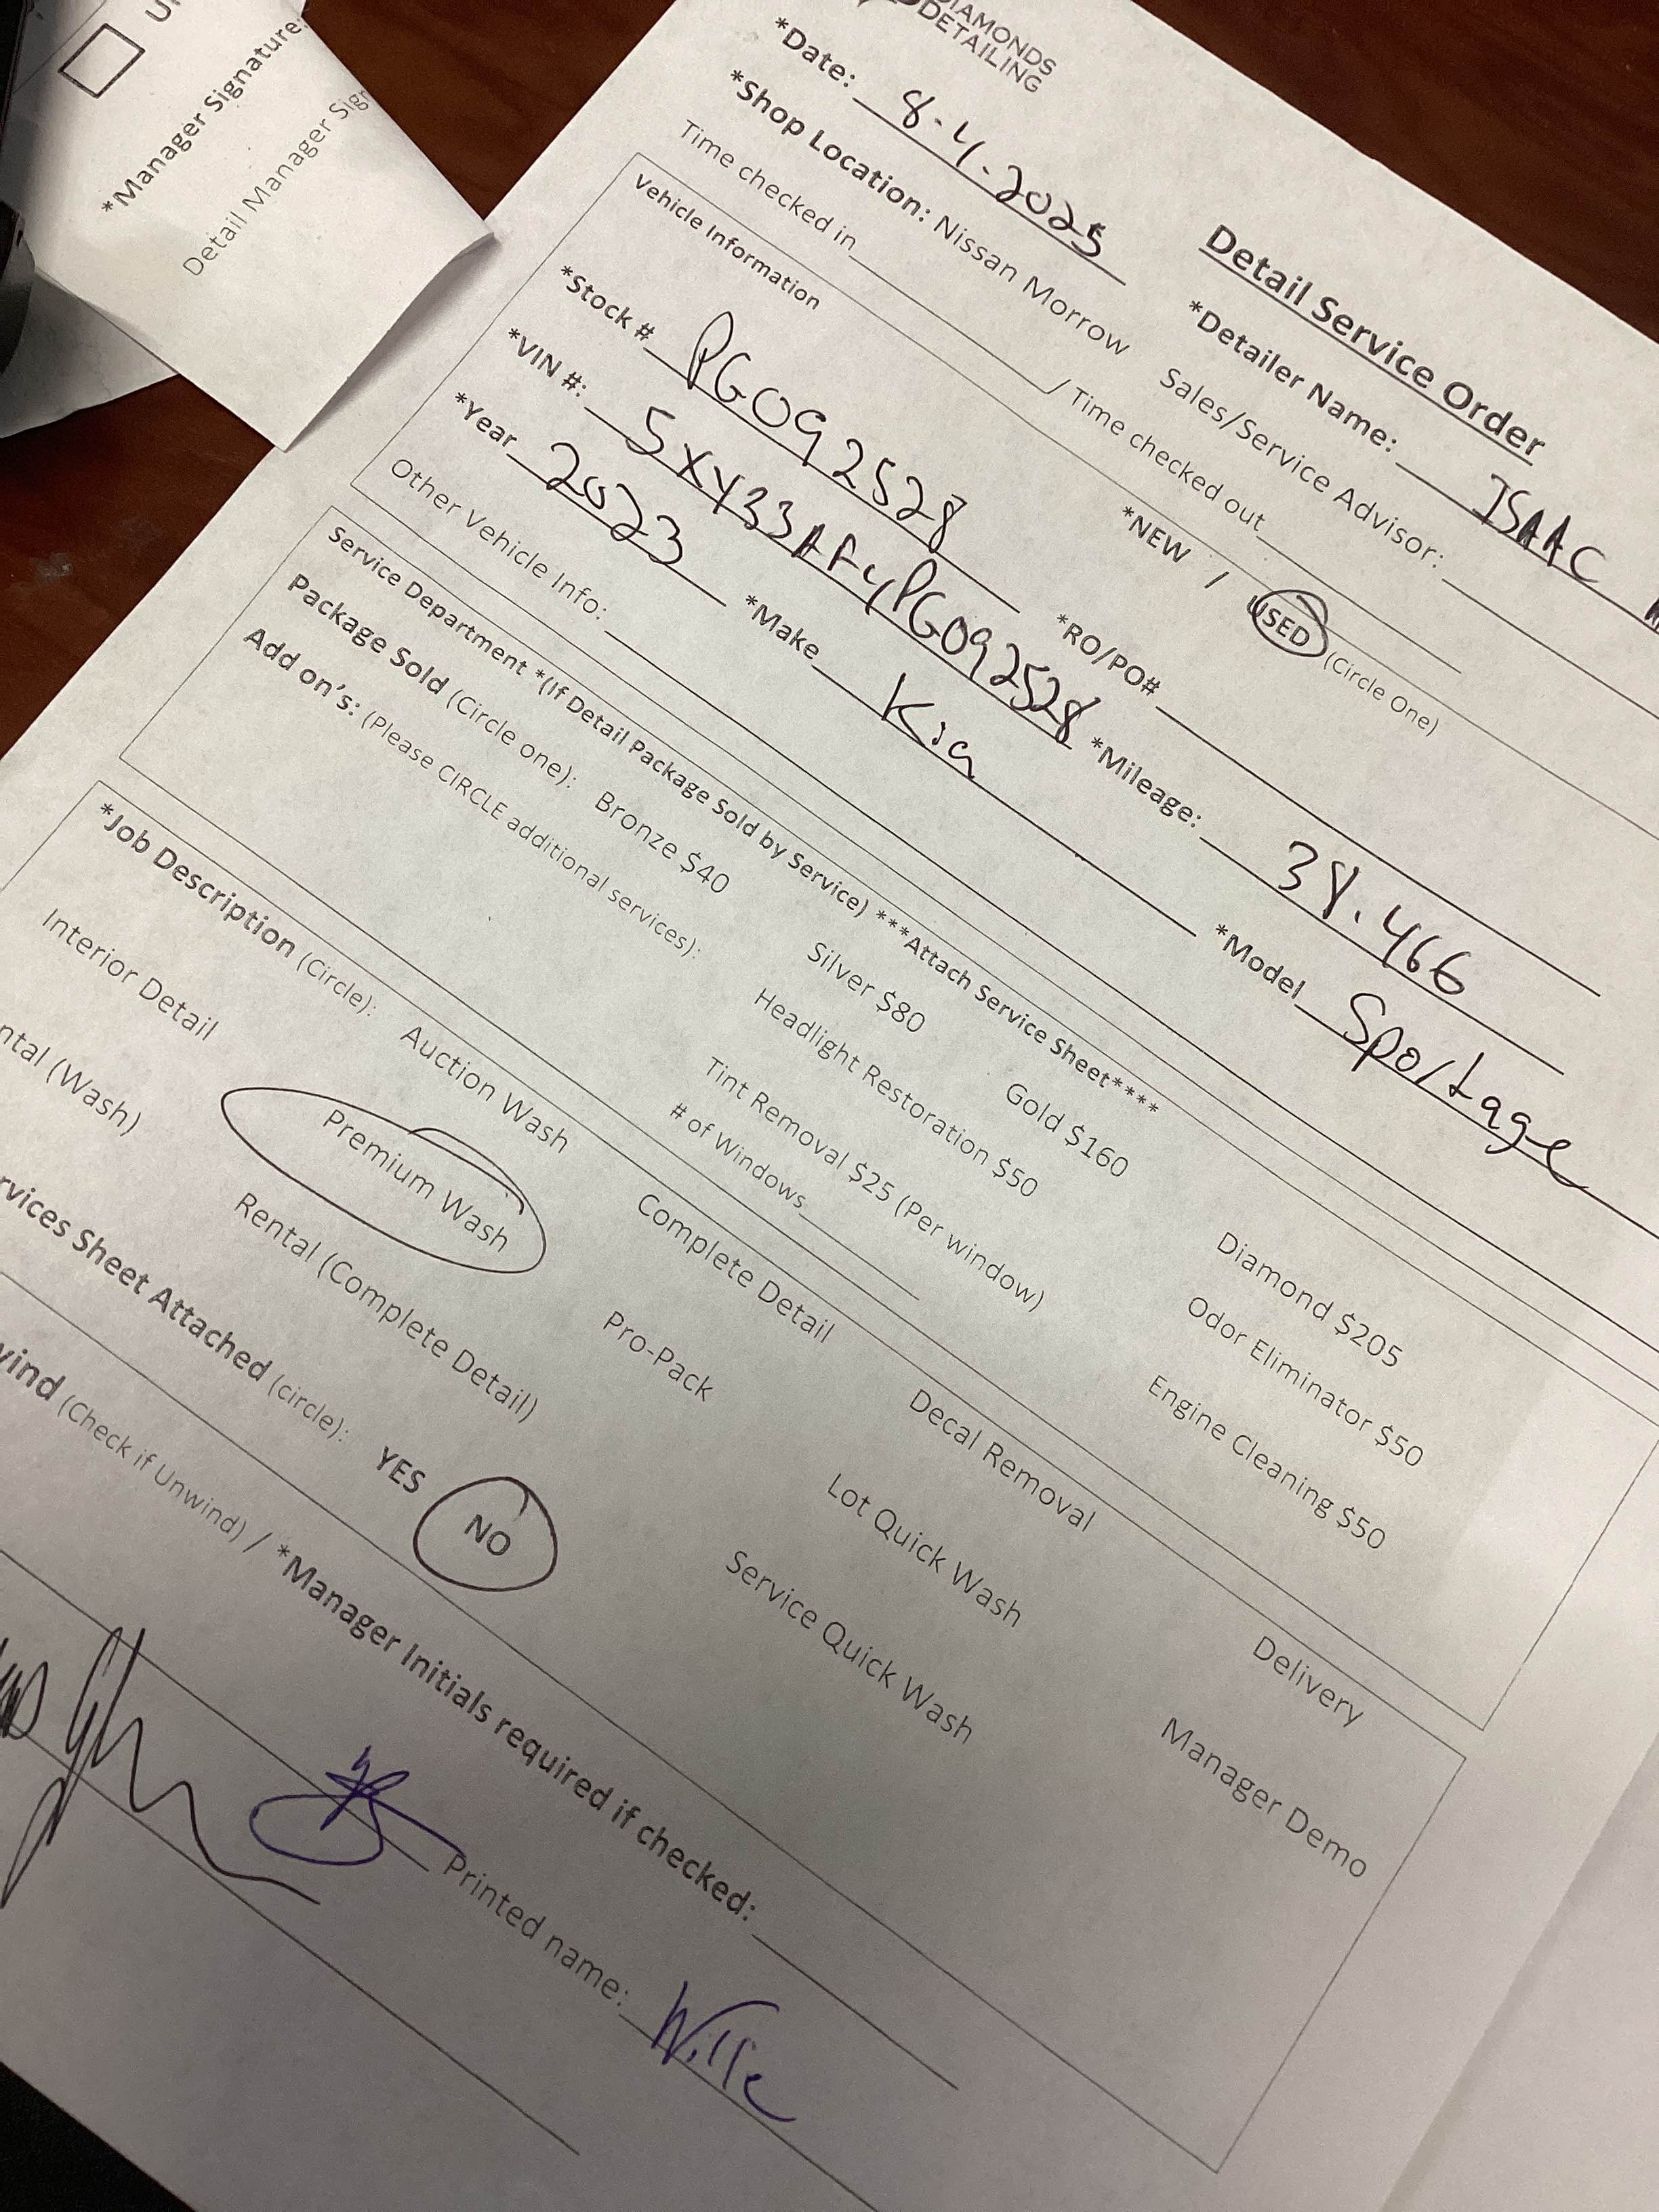 *Manager Signature:
Detail Manager Sign
DIAMONDS
DETAILING
Detail Service Order
*Date: 8.4.2025 *Detailer Name: ISAAC
*Shop Location: Nissan Morrow Sales/Service Advisor:
Time checked in / Time checked out
Vehicle Information *NEW / USED (Circle One)
*Stock # PG092528 *RO/PO#
*VIN #: 5XY33AF4PG092528 *Mileage:
*Year 2023 *Make Kia *Model Sportage
Other Vehicle Info:
Service Department *(If Detail Package Sold by Service) ***Attach Service Sheet****
Package Sold (Circle one): Bronze $40 Silver $80 Gold $160 Diamond $205
Add on's: (Please CIRCLE additional services): Headlight Restoration $50 Odor Eliminator $50
Tint Removal $25 (Per window) Engine Cleaning $50
# of Windows
*Job Description (Circle): Auction Wash Complete Detail Decal Removal Delivery
Interior Detail Premium Wash Pro-Pack Lot Quick Wash Manager Demo
ntal (Wash) Rental (Complete Detail) Service Quick Wash
rvices Sheet Attached (circle): YES NO
vind (Check if Unwind) / *Manager Initials required if checked:
Printed name: Willie